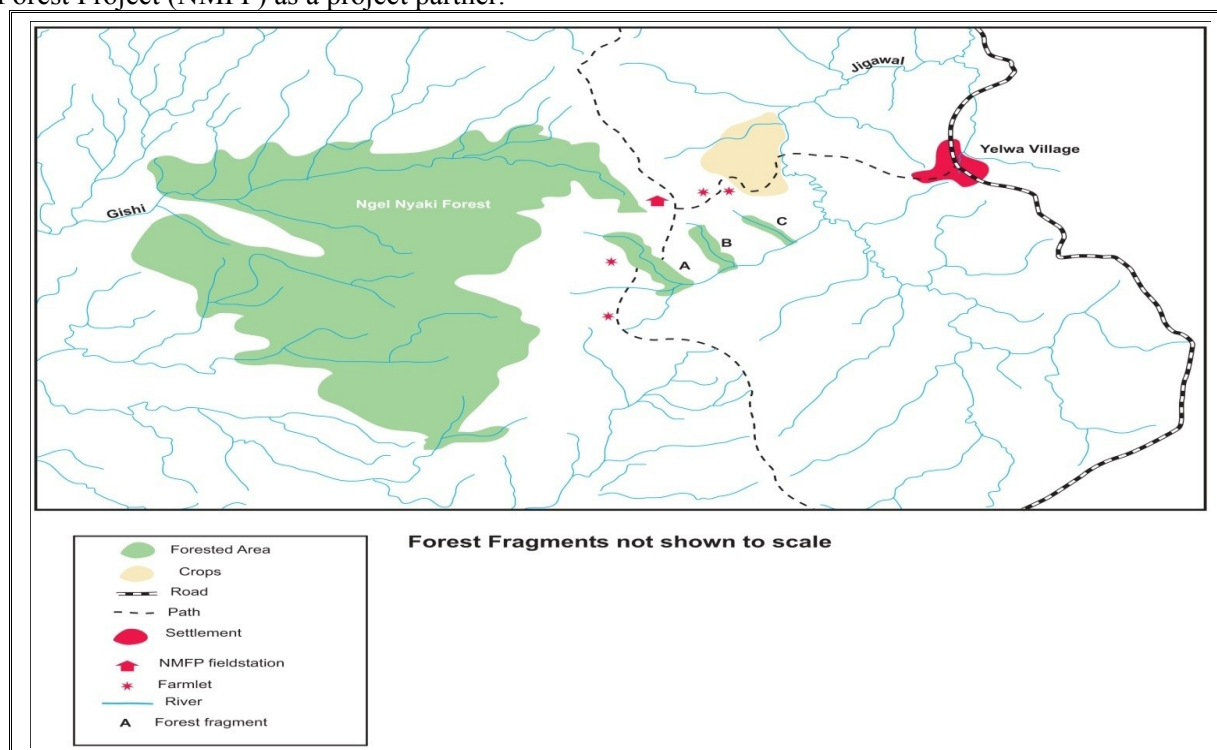 Forest Project (NMFP) as a project partner.
Jigawal
Yelwa Village
Ngel Nyaki Forest
Gishi
C
B
A
Forest Fragments not shown to scale
Forested Area
Crops
Road
Path
Settlement
NMFP fieldstation
Farmlet
River
A Forest fragment